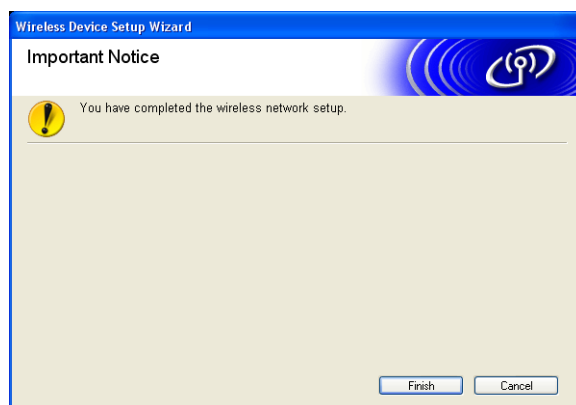 Wireless Device Setup Wizard
Important Notice
You have completed the wireless network setup.
Finish
Cancel